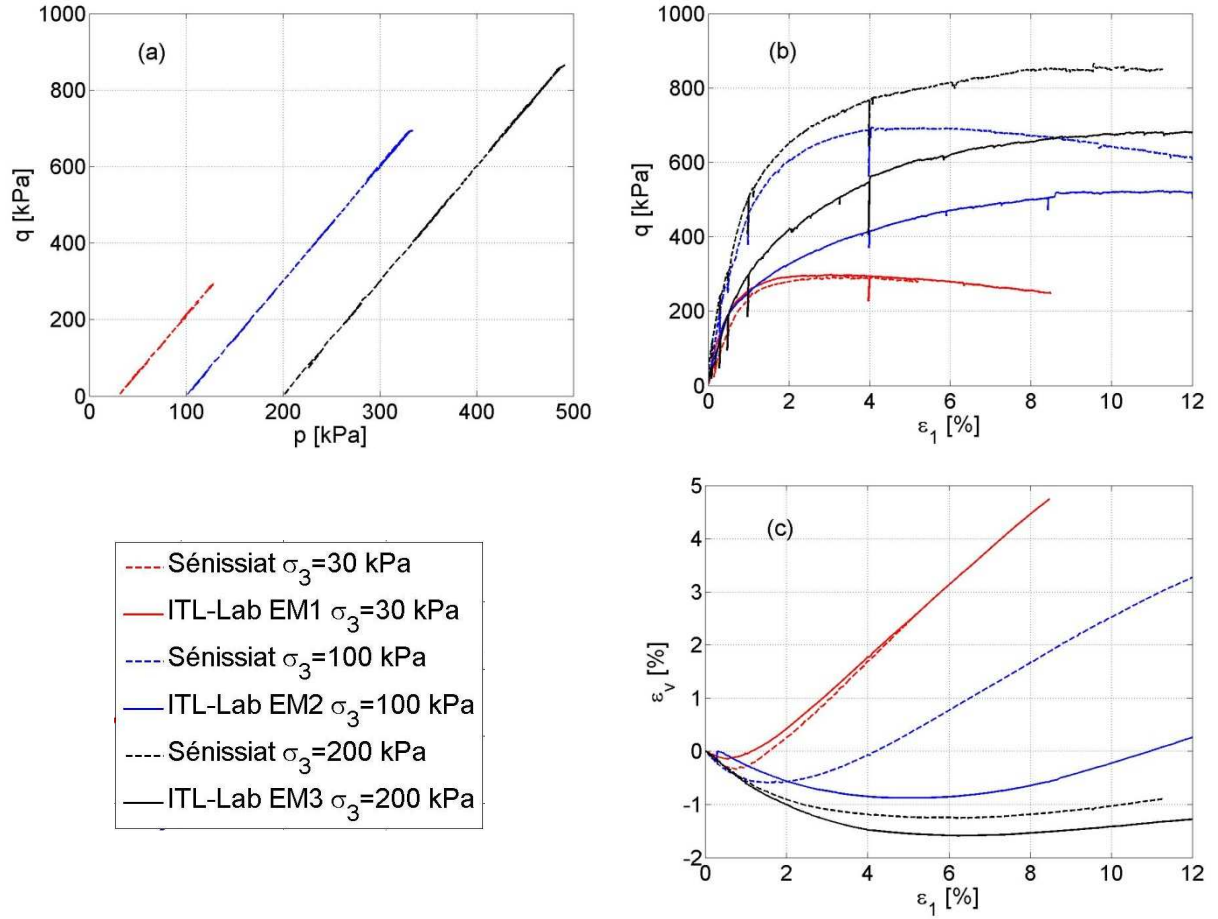 (a)
q [kPa]
1000
800
600
400
200
0
0 100 200 300 400 500
p [kPa]
(b)
q [kPa]
1000
800
600
400
200
0
0 2 4 6 8 10 12
ε1 [%]
Sénissiat σ3=30 kPa
ITL-Lab EM1 σ3=30 kPa
Sénissiat σ3=100 kPa
ITL-Lab EM2 σ3=100 kPa
Sénissiat σ3=200 kPa
ITL-Lab EM3 σ3=200 kPa
(c)
εv [%]
5
4
3
2
1
0
-1
-2
0 2 4 6 8 10 12
ε1 [%]